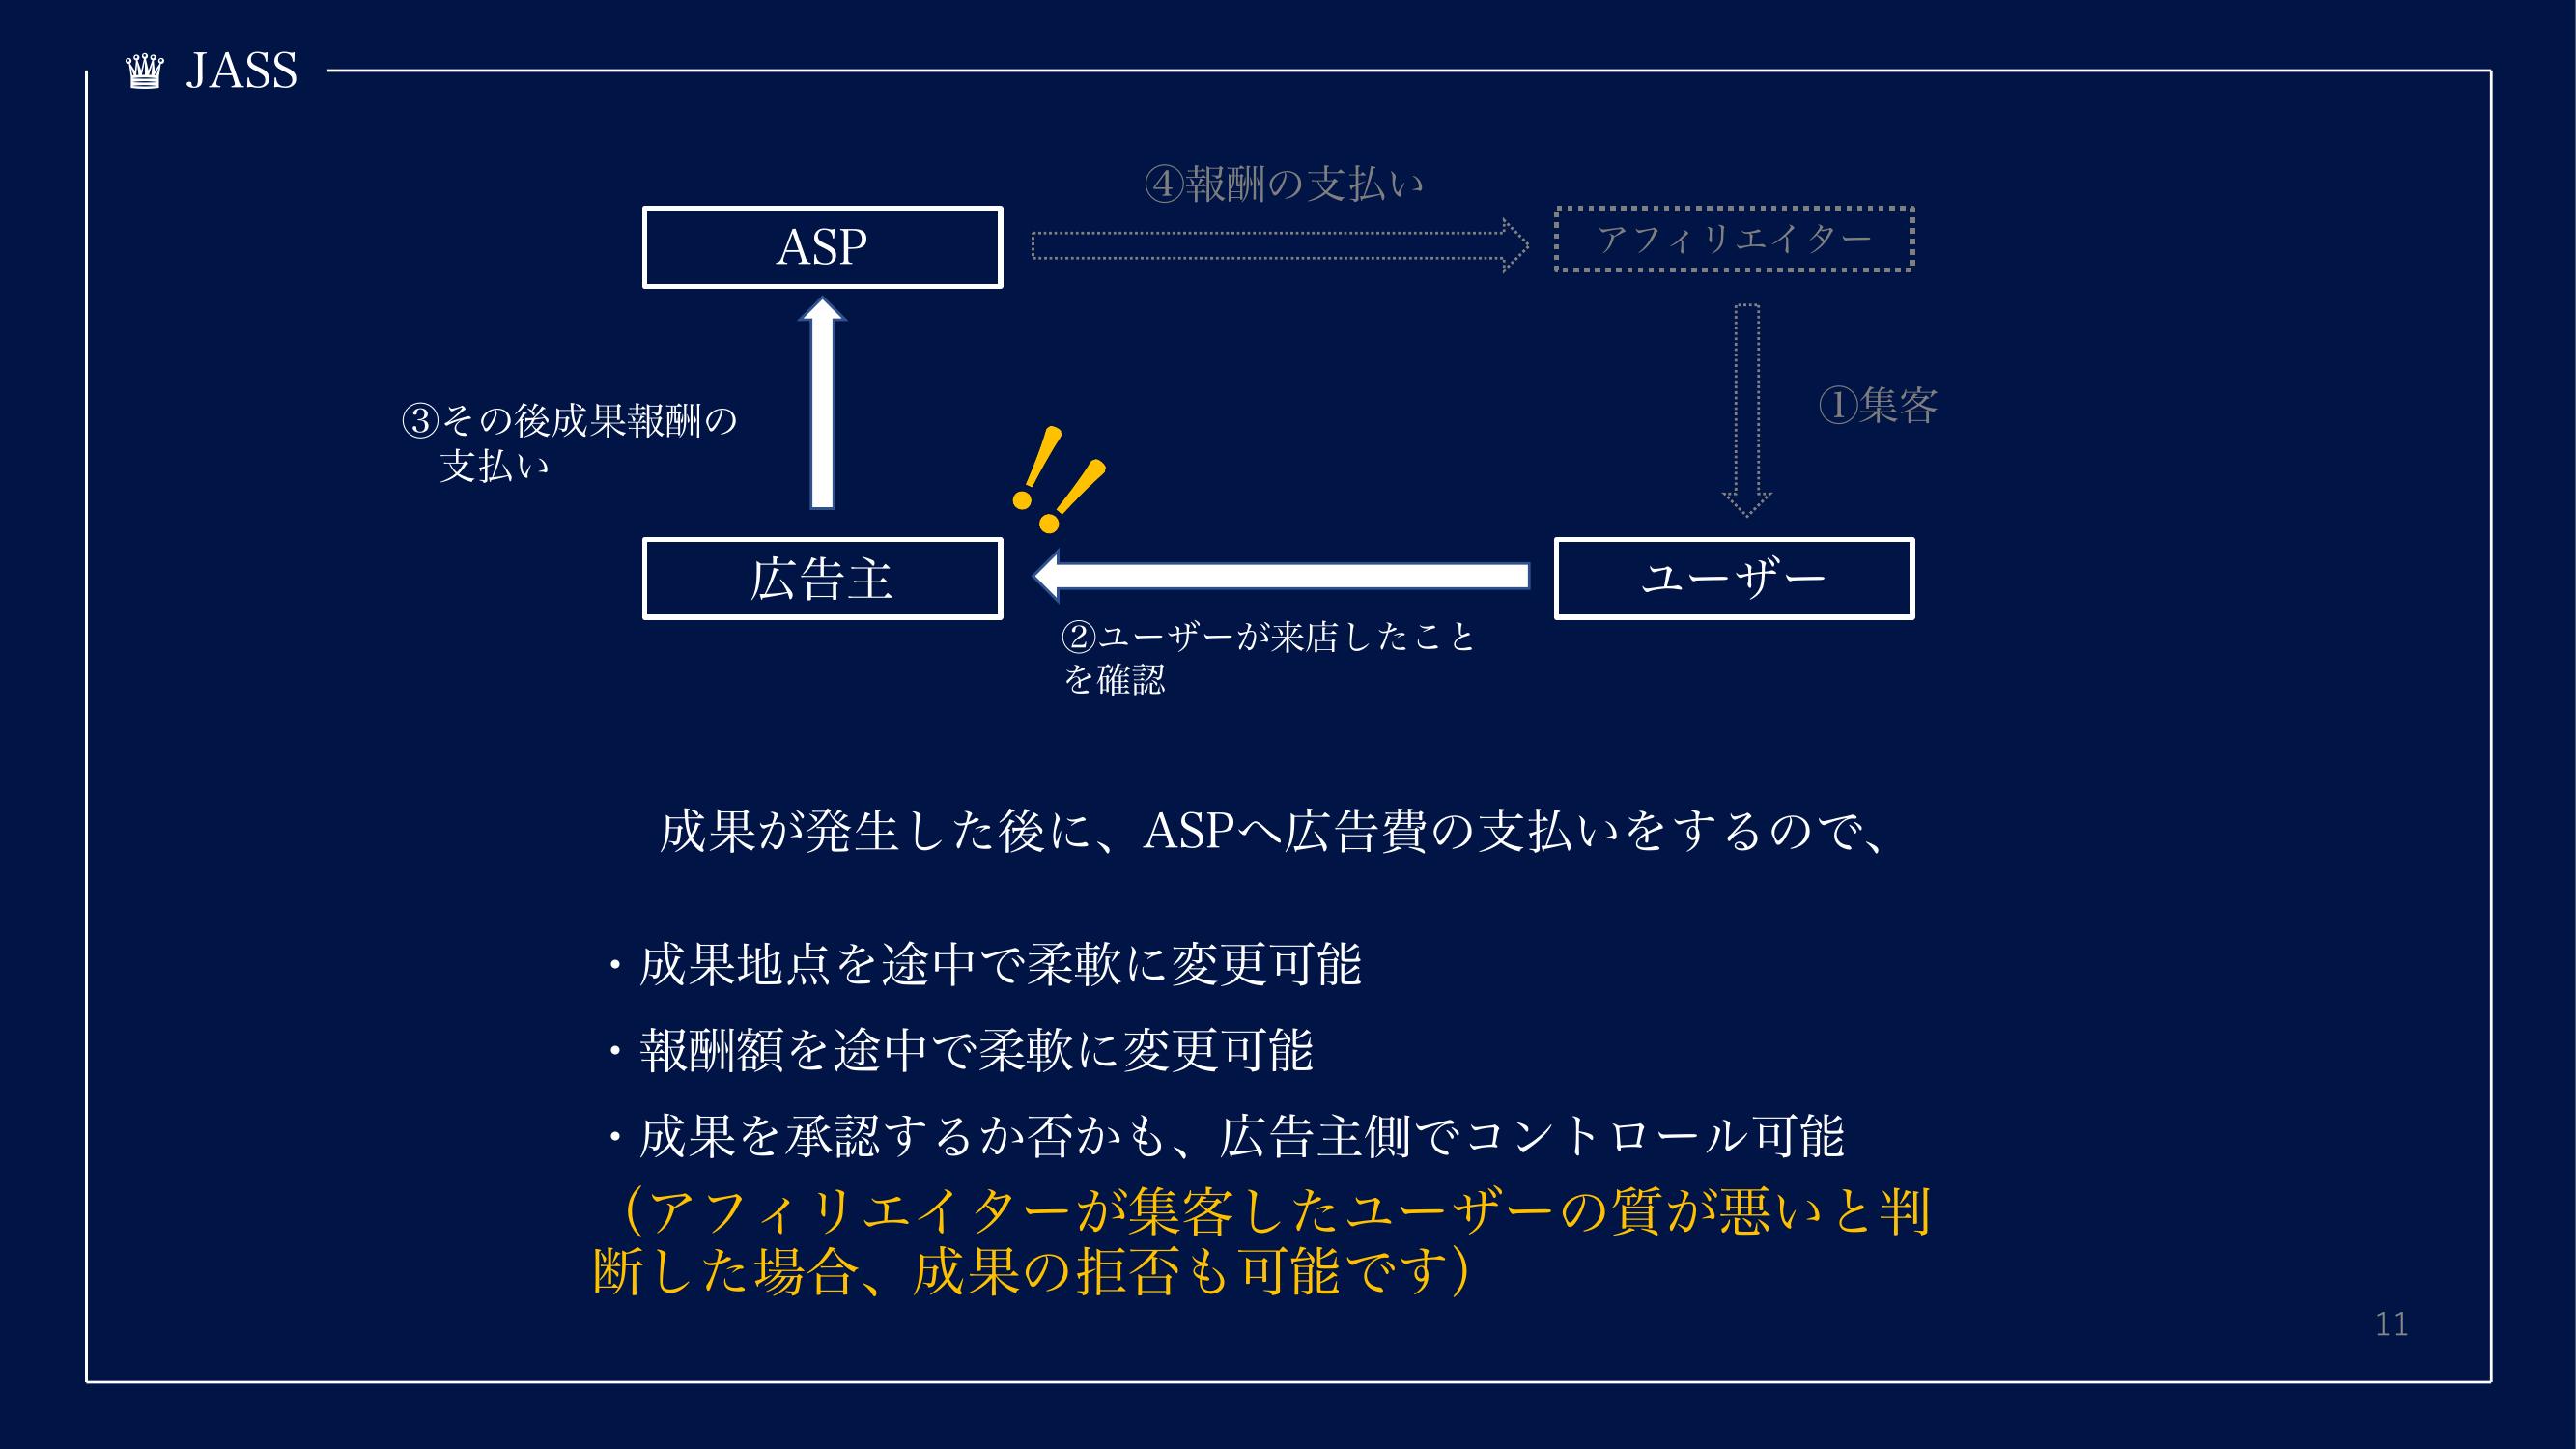 ♛ JASS
④報酬の支払い
ASP
アフィリエイター
①集客
③その後成果報酬の
支払い
!!
広告主
ユーザー
②ユーザーが来店したこと
を確認
成果が発生した後に、ASPへ広告費の支払いをするので、
・成果地点を途中で柔軟に変更可能
・報酬額を途中で柔軟に変更可能
・成果を承認するか否かも、広告主側でコントロール可能
（アフィリエイターが集客したユーザーの質が悪いと判
断した場合、成果の拒否も可能です）
11